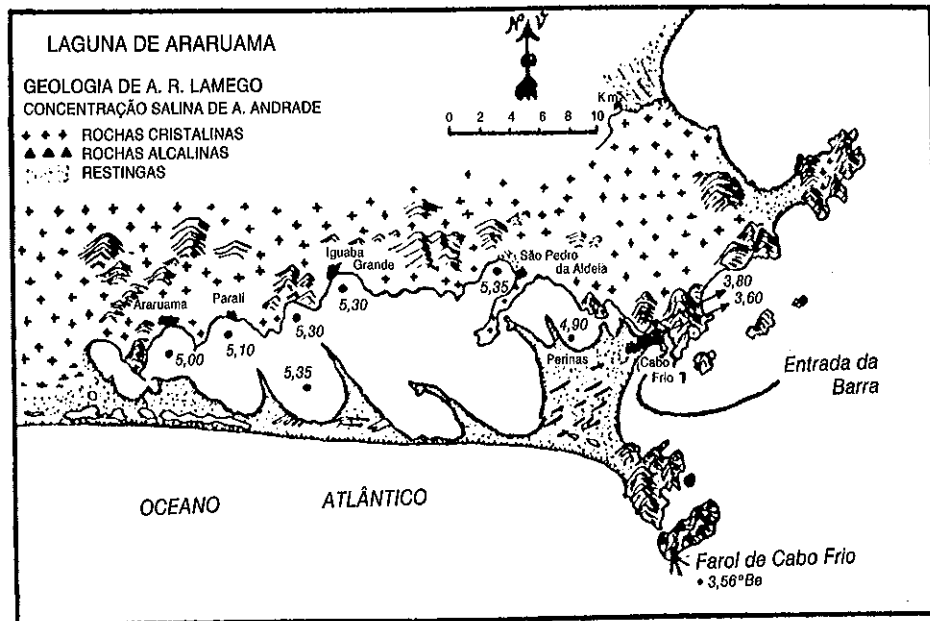 LAGUNA DE ARARUAMA
GEOLOGIA DE A. R. LAMEGO
CONCENTRAÇÃO SALINA DE A. ANDRADE
ROCHAS CRISTALINAS
ROCHAS ALCALINAS
RESTINGAS
Km
0 2 4 6 8 10
Iguaba
Grande
São Pedro
da Aldeia
Araruama
Parati
5,00
5,10
5,30
5,30
5,35
5,35
4,90
3,80
3,60
Perinas
Cabo
Frio
Entrada da
Barra
OCEANO ATLÂNTICO
Farol de Cabo Frio
3,56°Be